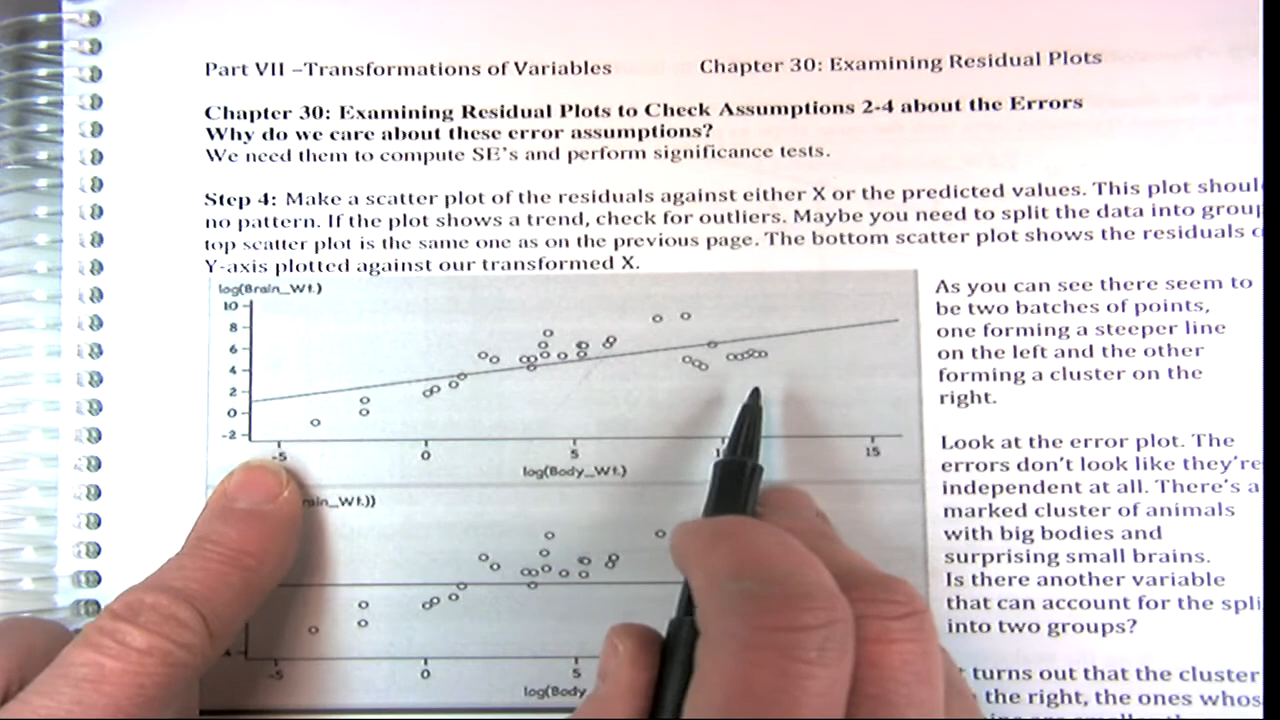 Part VII –Transformations of Variables
Chapter 30: Examining Residual Plots
Chapter 30: Examining Residual Plots to Check Assumptions 2-4 about the Errors
Why do we care about these error assumptions?
We need them to compute SE's and perform significance tests.
Step 4: Make a scatter plot of the residuals against either X or the predicted values. This plot shoul
no pattern. If the plot shows a trend, check for outliers. Maybe you need to split the data into group
top scatter plot is the same one as on the previous page. The bottom scatter plot shows the residuals
Y-axis plotted against our transformed X.
log(Brain_Wt.)
10
8
6
4
2
0
-2
-5 0 5 15
log(Body_Wt.)
ain_Wt.))
-5 0 5
log(Body
As you can see there seem to
be two batches of points,
one forming a steeper line
on the left and the other
forming a cluster on the
right.
Look at the error plot. The
errors don't look like they're
independent at all. There's a
marked cluster of animals
with big bodies and
surprising small brains.
Is there another variable
that can account for the spli
into two groups?
turns out that the cluster
the right, the ones whos